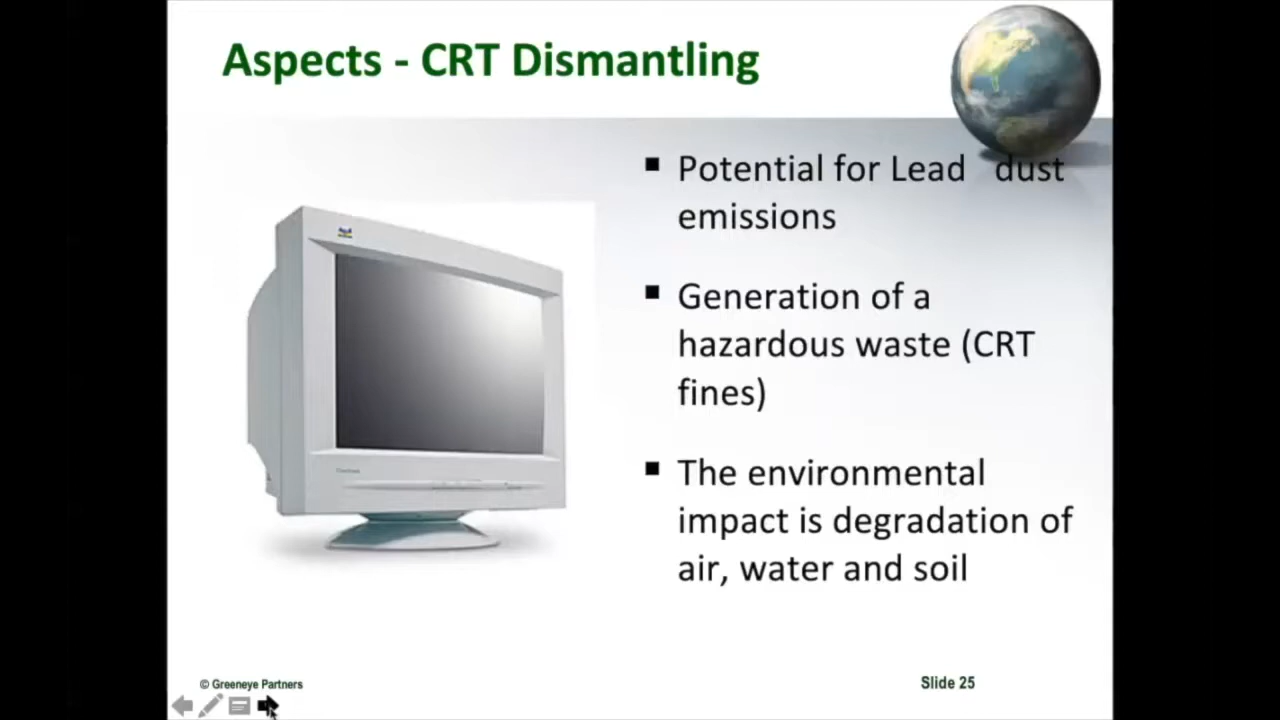 Aspects - CRT Dismantling
Potential for Lead dust
emissions
Generation of a
hazardous waste (CRT
fines)
The environmental
impact is degradation of
air, water and soil
© Greeneye Partners
Slide 25